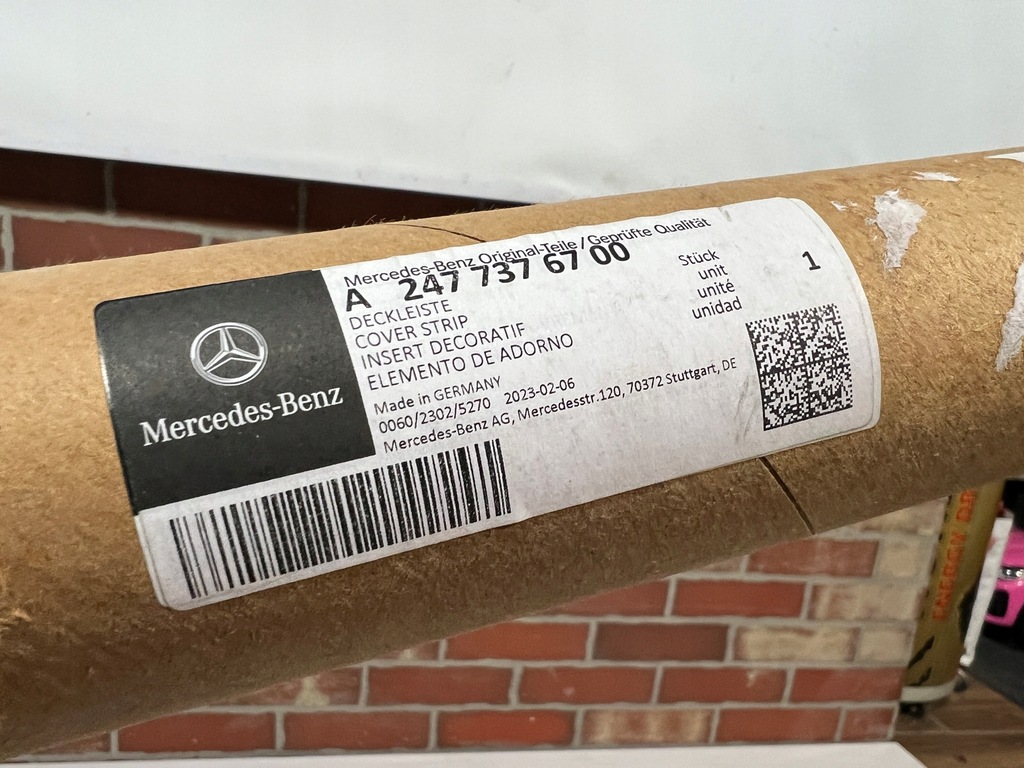 Mercedes-Benz
Mercedes-Benz Original-Teile / Geprüfte Qualität
A 247 737 67 00
DECKLEISTE
COVER STRIP
INSERT DECORATIF
ELEMENTO DE ADORNO
Stück 1
unit
unité
unidad
Made in GERMANY
0060/2302/5270 2023-02-06
Mercedes-Benz AG, Mercedesstr.120, 70372 Stuttgart, DE